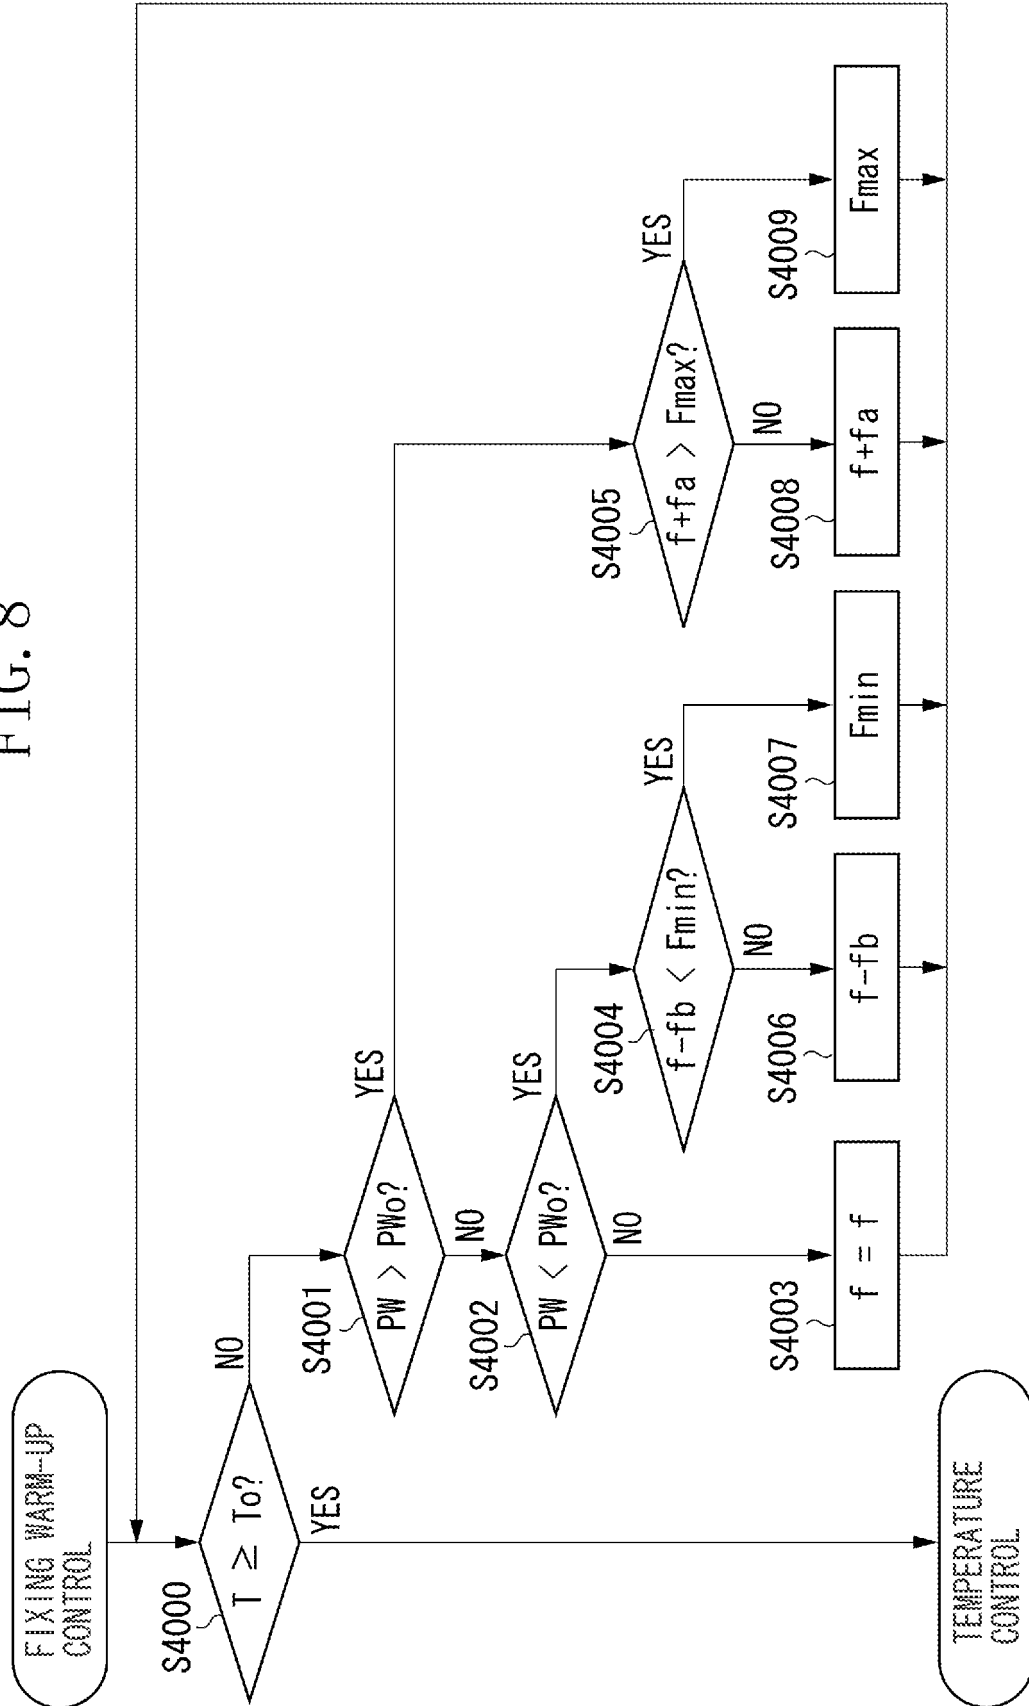 FIG. 8
FIXING WARM-UP
CONTROL
S4000
T ≥ To?
NO
YES
S4001
PW > PWo?
YES
NO
S4002
PW < PWo?
YES
NO
S4004
f-fb < Fmin?
YES
NO
S4005
f+fa > Fmax?
YES
NO
S4003
f = f
S4006
f-fb
S4007
Fmin
S4008
f+fa
S4009
Fmax
TEMPERATURE
CONTROL